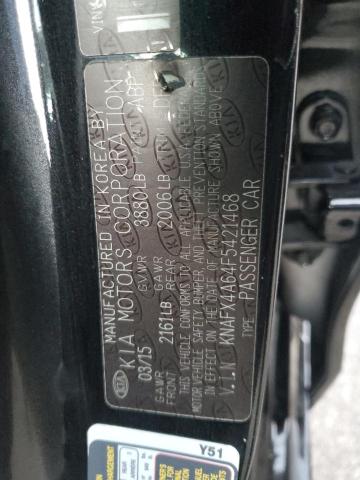 MANUFACTURED IN KOREA BY
KIA MOTORS CORPORATION
03/15 GVWR 3880LB
GAWR FRONT 2161LB GAWR REAR 2006LB
THIS VEHICLE CONFORMS TO ALL APPLICABLE U.S. FEDERAL
SAFETY, BUMPER, AND THEFT PREVENTION STANDARDS
IN EFFECT ON THE DATE OF MANUFACTURE SHOWN ABOVE
V.I.N: KNAFX4A64F5421468
TYPE: PASSENGER CAR
KIA
VIN
Y51